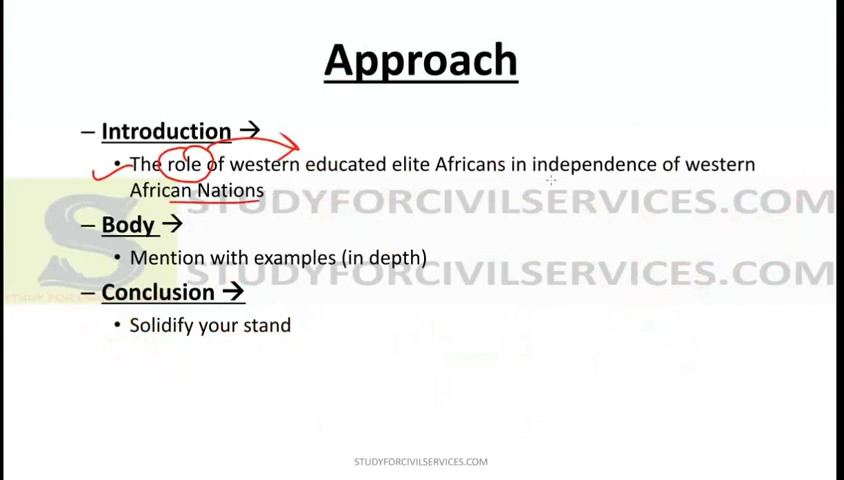 Approach
– Introduction →
• The role of western educated elite Africans in independence of western
African Nations
STUDYFORCIVILSERVICES.COM
– Body →
• Mention with examples (in depth)
STUDYFORCIVILSERVICES.COM
– Conclusion →
• Solidify your stand
STUDYFORCIVILSERVICES.COM